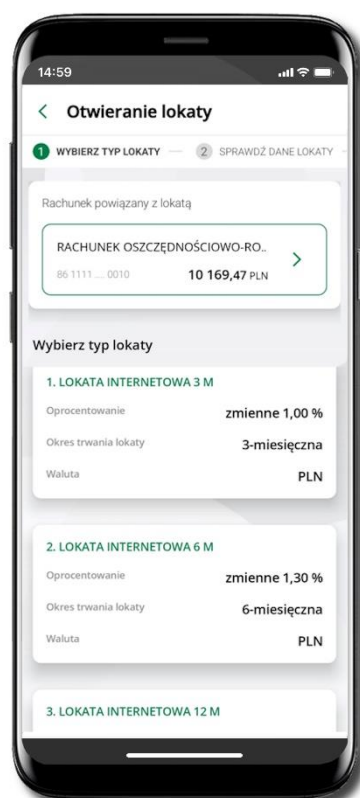 14:59
Otwieranie lokaty
1 WYBIERZ TYP LOKATY 2 SPRAWDŹ DANE LOKATY
Rachunek powiązany z lokatą
RACHUNEK OSZCZĘDNOŚCIOWO-RO..
86 1111 ... 0010 10 169,47 PLN
Wybierz typ lokaty
1. LOKATA INTERNETOWA 3 M
Oprocentowanie zmienne 1,00 %
Okres trwania lokaty 3-miesięczna
Waluta PLN
2. LOKATA INTERNETOWA 6 M
Oprocentowanie zmienne 1,30 %
Okres trwania lokaty 6-miesięczna
Waluta PLN
3. LOKATA INTERNETOWA 12 M